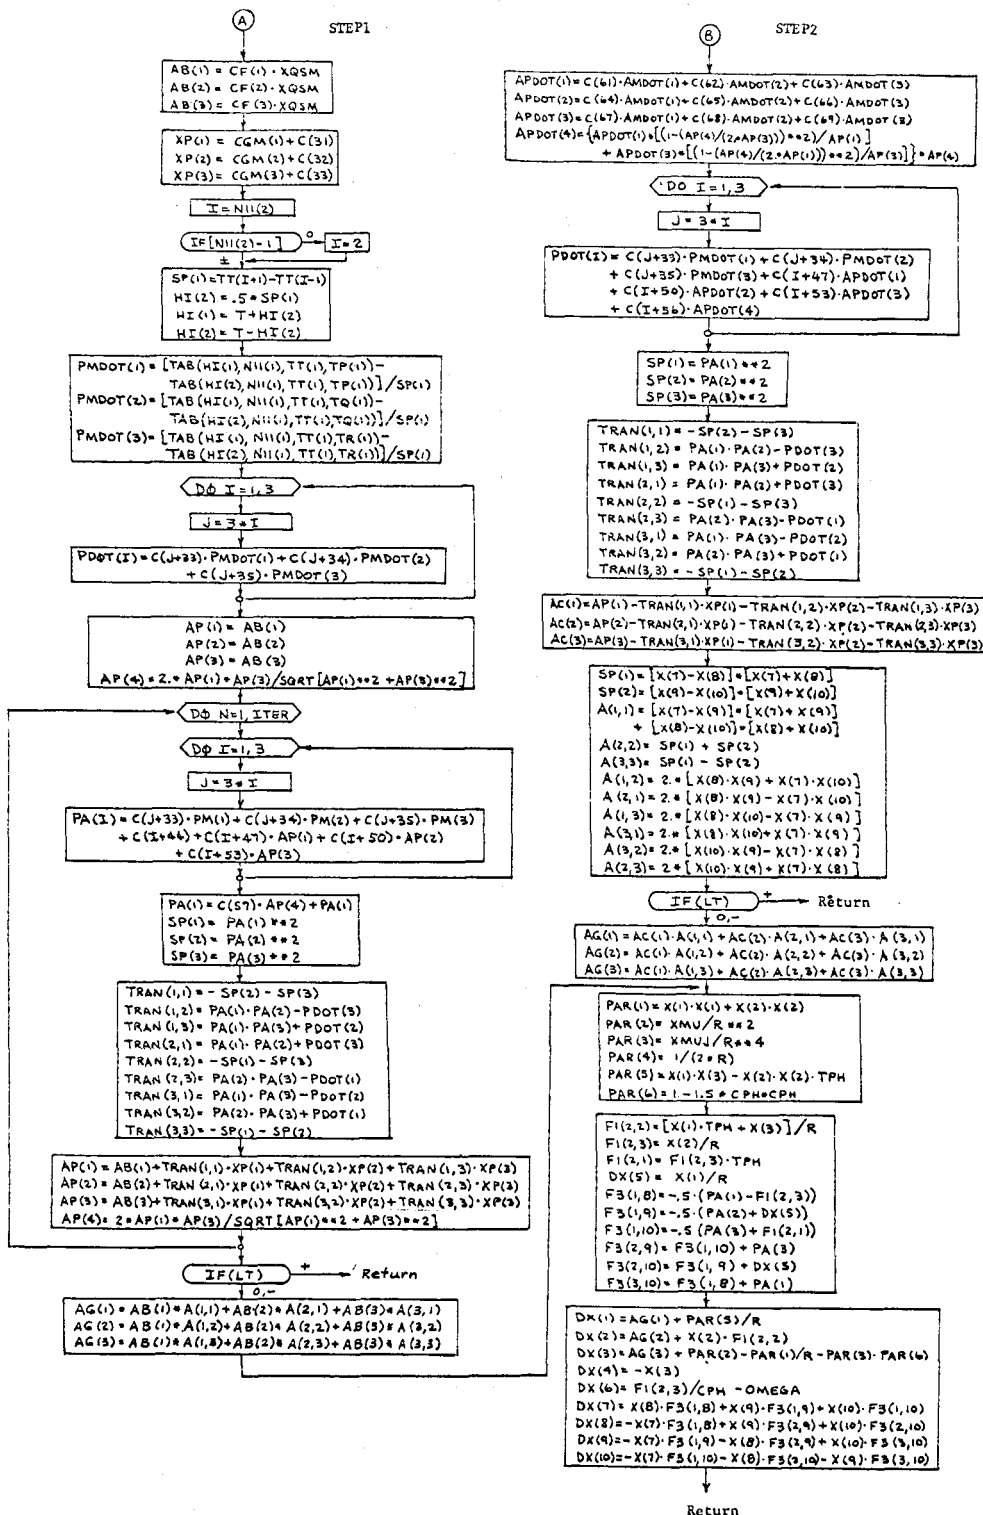 STEP1
A
AB(1) = CF(1) · XQSM
AB(2) = CF(2) · XQSM
AB(3) = CF(3) · XQSM
XP(1) = CGM(1)+C(31)
XP(2) = CGM(2)+C(32)
XP(3) = CGM(3)+C(33)
I=N11(2)
IF[N11(2)-1]
0
I=2
±
SP(1)=TT(I+1)-TT(I-1)
HI(2) = .5*SP(1)
HI(1) = T+HI(2)
HI(2) = T-HI(2)
PMDOT(1) = [TAB(HI(1), N11(1), TT(1), TP(1))-
TAB(HI(2), N11(1), TT(1), TP(1))]/SP(1)
PMDOT(2) = [TAB(HI(1), N11(1), TT(1), TQ(1))-
TAB(HI(2), N11(1), TT(1), TQ(1))]/SP(1)
PMDOT(3) = [TAB(HI(1), N11(1), TT(1), TR(1))-
TAB(HI(2), N11(1), TT(1), TR(1))]/SP(1)
DØ I=1,3
J=3*I
PDØT(I) = C(J+33)·PMDOT(1)+C(J+34)·PMDOT(2)
+C(J+35)·PMDOT(3)
AP(1) = AB(1)
AP(2) = AB(2)
AP(3) = AB(3)
AP(4) = 2.*AP(1)*AP(3)/SQRT[AP(1)**2+AP(3)**2]
DØ N=1, ITER
DØ I=1,3
J=3*I
PA(I) = C(J+33)·PM(1)+C(J+34)·PM(2)+C(J+35)·PM(3)
+C(I+44)+C(I+47)·AP(1)+C(I+50)·AP(2)
+C(I+53)·AP(3)
PA(1)=C(57)·AP(4)+PA(1)
SP(1)= PA(1)**2
SP(2)= PA(2)**2
SP(3)= PA(3)**2
TRAN(1,1)= -SP(2)-SP(3)
TRAN(1,2)= PA(1)·PA(2)-PDOT(3)
TRAN(1,3)= PA(1)·PA(3)+PDOT(2)
TRAN(2,1)= PA(1)·PA(2)+PDOT(3)
TRAN(2,2)= -SP(1)-SP(3)
TRAN(2,3)= PA(2)·PA(3)-PDOT(1)
TRAN(3,1)= PA(1)·PA(3)-PDOT(2)
TRAN(3,2)= PA(2)·PA(3)+PDOT(1)
TRAN(3,3)= -SP(1)-SP(2)
AP(1)= AB(1)+TRAN(1,1)·XP(1)+TRAN(1,2)·XP(2)+TRAN(1,3)·XP(3)
AP(2)= AB(2)+TRAN(2,1)·XP(1)+TRAN(2,2)·XP(2)+TRAN(2,3)·XP(3)
AP(3)= AB(3)+TRAN(3,1)·XP(1)+TRAN(3,2)·XP(2)+TRAN(3,3)·XP(3)
AP(4)= 2*AP(1)*AP(3)/SQRT[AP(1)**2+AP(3)**2]
IF(LT)
+
Return
0,-
AG(1) = AB(1)*A(1,1)+AB(2)*A(2,1)+AB(3)*A(3,1)
AG(2) = AB(1)*A(1,2)+AB(2)*A(2,2)+AB(3)*A(3,2)
AG(3) = AB(1)*A(1,3)+AB(2)*A(2,3)+AB(3)*A(3,3)
STEP2
B
APDOT(1)=C(61)·AMDOT(1)+C(62)·AMDOT(2)+C(63)·AMDOT(3)
APDOT(2)=C(64)·AMDOT(1)+C(65)·AMDOT(2)+C(66)·AMDOT(3)
APDOT(3)=C(67)·AMDOT(1)+C(68)·AMDOT(2)+C(69)·AMDOT(3)
APDOT(4)={APDOT(1)*[(1-(AP(4)/(2*AP(3)))**2)/AP(1)]
+APDOT(3)*[(1-(AP(4)/(2.*AP(1)))**2)/AP(3)]}*AP(4)
DO I=1,3
J=3*I
PDOT(I) = C(J+33)·PMDOT(1)+C(J+34)·PMDOT(2)
+C(J+35)·PMDOT(3)+C(I+47)·APDOT(1)
+C(I+50)·APDOT(2)+C(I+53)·APDOT(3)
+C(I+56)·APDOT(4)
SP(1)=PA(1)**2
SP(2)=PA(2)**2
SP(3)=PA(3)**2
TRAN(1,1) = -SP(2)-SP(3)
TRAN(1,2) = PA(1)·PA(2)-PDOT(3)
TRAN(1,3) = PA(1)·PA(3)+PDOT(2)
TRAN(2,1) = PA(1)·PA(2)+PDOT(3)
TRAN(2,2) = -SP(1)-SP(3)
TRAN(2,3) = PA(2)·PA(3)-PDOT(1)
TRAN(3,1) = PA(1)·PA(3)-PDOT(2)
TRAN(3,2) = PA(2)·PA(3)+PDOT(1)
TRAN(3,3) = -SP(1)-SP(2)
AC(1)=AP(1)-TRAN(1,1)·XP(1)-TRAN(1,2)·XP(2)-TRAN(1,3)·XP(3)
AC(2)=AP(2)-TRAN(2,1)·XP(1)-TRAN(2,2)·XP(2)-TRAN(2,3)·XP(3)
AC(3)=AP(3)-TRAN(3,1)·XP(1)-TRAN(3,2)·XP(2)-TRAN(3,3)·XP(3)
SP(1)=[X(7)-X(8)]*[X(7)+X(8)]
SP(2)=[X(9)-X(10)]*[X(9)+X(10)]
A(1,1) = [X(7)-X(9)]*[X(7)+X(9)]
+ [X(8)-X(10)]*[X(8)+X(10)]
A(2,2)= SP(1) + SP(2)
A(3,3)= SP(1) - SP(2)
A(1,2) = 2.*[X(8)·X(9)+X(7)·X(10)]
A(2,1) = 2.*[X(8)·X(9)-X(7)·X(10)]
A(1,3) = 2.*[X(8)·X(10)-X(7)·X(9)]
A(3,1) = 2.*[X(8)·X(10)+X(7)·X(9)]
A(3,2) = 2.*[X(10)·X(9)-X(7)·X(8)]
A(2,3) = 2*[X(10)·X(9)+X(7)·X(8)]
IF(LT)
+
Return
0,-
AG(1)=AC(1)·A(1,1)+AC(2)·A(2,1)+AC(3)·A(3,1)
AG(2)=AC(1)·A(1,2)+AC(2)·A(2,2)+AC(3)·A(3,2)
AG(3)=AC(1)·A(1,3)+AC(2)·A(2,3)+AC(3)·A(3,3)
PAR(1)=X(1)·X(1)+X(2)·X(2)
PAR(2)= XMU/R**2
PAR(3)= XMUJ/R**4
PAR(4)= 1/(2*R)
PAR(5)=X(1)·X(3)-X(2)·X(2)·TPH
PAR(6)=1.-1.5*CPH*CPH
F1(2,2)=[X(1)·TPH+X(3)]/R
F1(2,3)=X(2)/R
F1(2,1)=F1(2,3)·TPH
DX(5)= X(1)/R
F3(1,8)=-.5·(PA(1)-F1(2,3))
F3(1,9)=-.5·(PA(2)+DX(5))
F3(1,10)=-.5(PA(3)+F1(2,1))
F3(2,9)=F3(1,10)+PA(3)
F3(2,10)=F3(1,9)+DX(5)
F3(3,10)=F3(1,8)+PA(1)
DX(1)=AG(1)+PAR(5)/R
DX(2)=AG(2)+X(2)·F1(2,2)
DX(3)=AG(3)+PAR(2)-PAR(1)/R-PAR(3)·PAR(6)
DX(4)=-X(3)
DX(6)=F1(2,3)/CPH-OMEGA
DX(7)=X(8)·F3(1,8)+X(9)·F3(1,9)+X(10)·F3(1,10)
DX(8)=-X(7)·F3(1,8)+X(9)·F3(2,9)+X(10)·F3(2,10)
DX(9)=-X(7)·F3(1,9)-X(8)·F3(2,9)+X(10)·F3(3,10)
DX(10)=-X(7)·F3(1,10)-X(8)·F3(2,10)-X(9)·F3(3,10)
Return